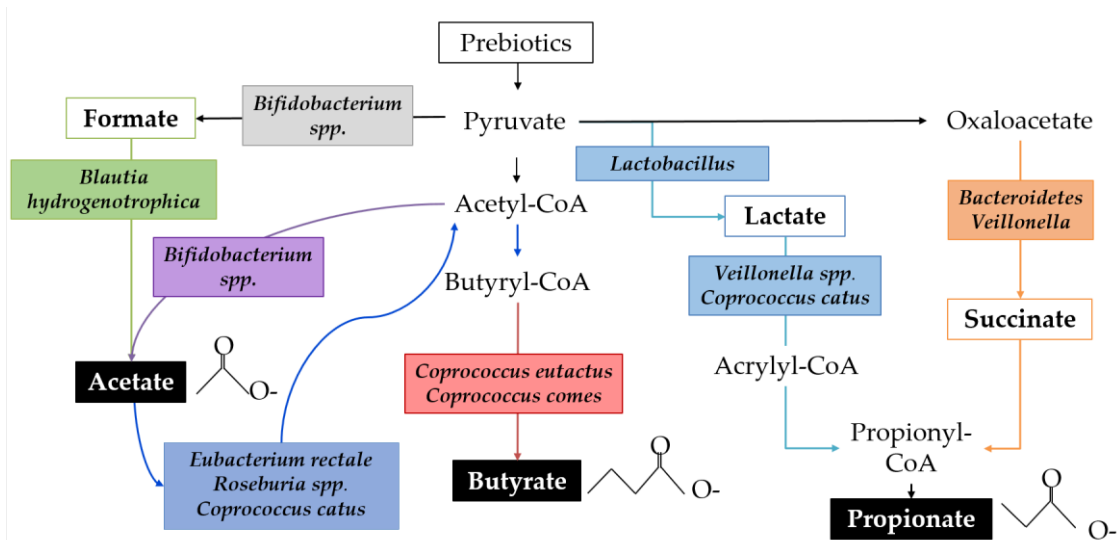 Prebiotics
Formate
Bifidobacterium
spp.
Pyruvate
Oxaloacetate
Blautia
hydrogenotrophica
Lactobacillus
Acetyl-CoA
Lactate
Bacteroidetes
Veillonella
Bifidobacterium
spp.
Butyryl-CoA
Veillonella spp.
Coprococcus catus
Succinate
Acetate
O
O-
Coprococcus eutactus
Coprococcus comes
Acrylyl-CoA
Eubacterium rectale
Roseburia spp.
Coprococcus catus
Butyrate
O
O-
Propionyl-
CoA
Propionate
O
O-